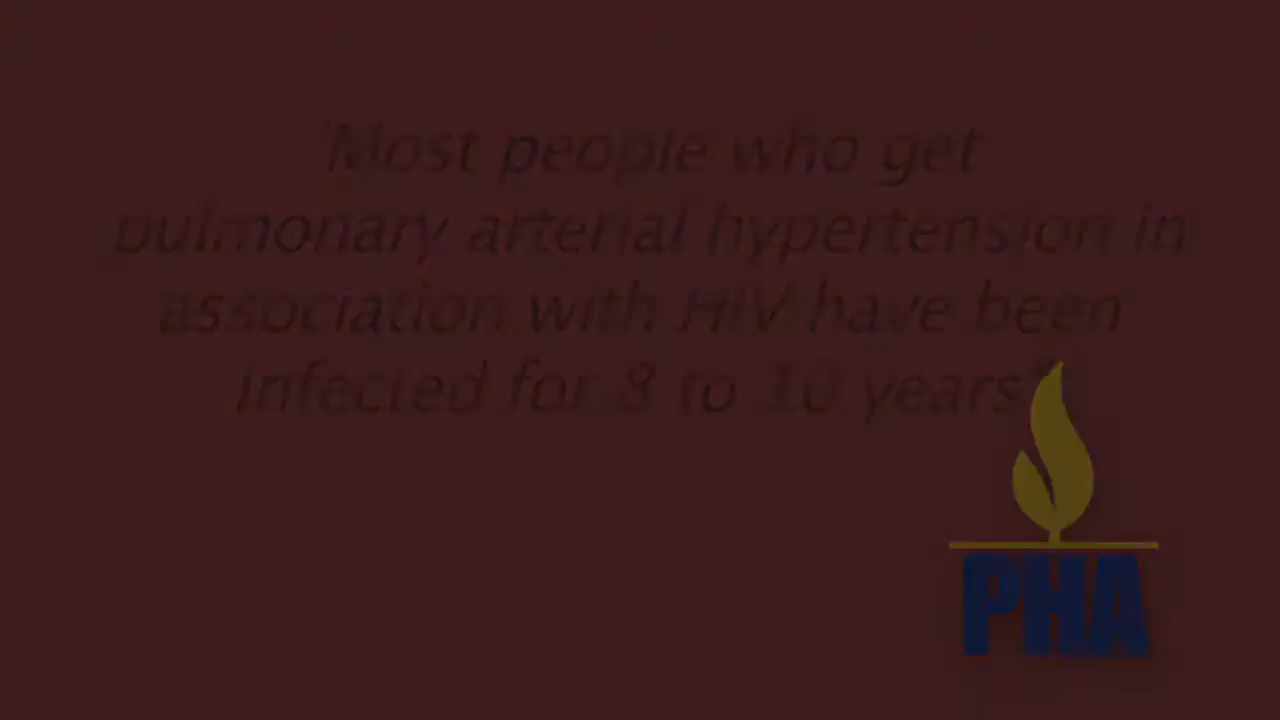 "Most people who get
pulmonary arterial hypertension in
association with HIV have been
infected for 8 to 10 years"
PHA